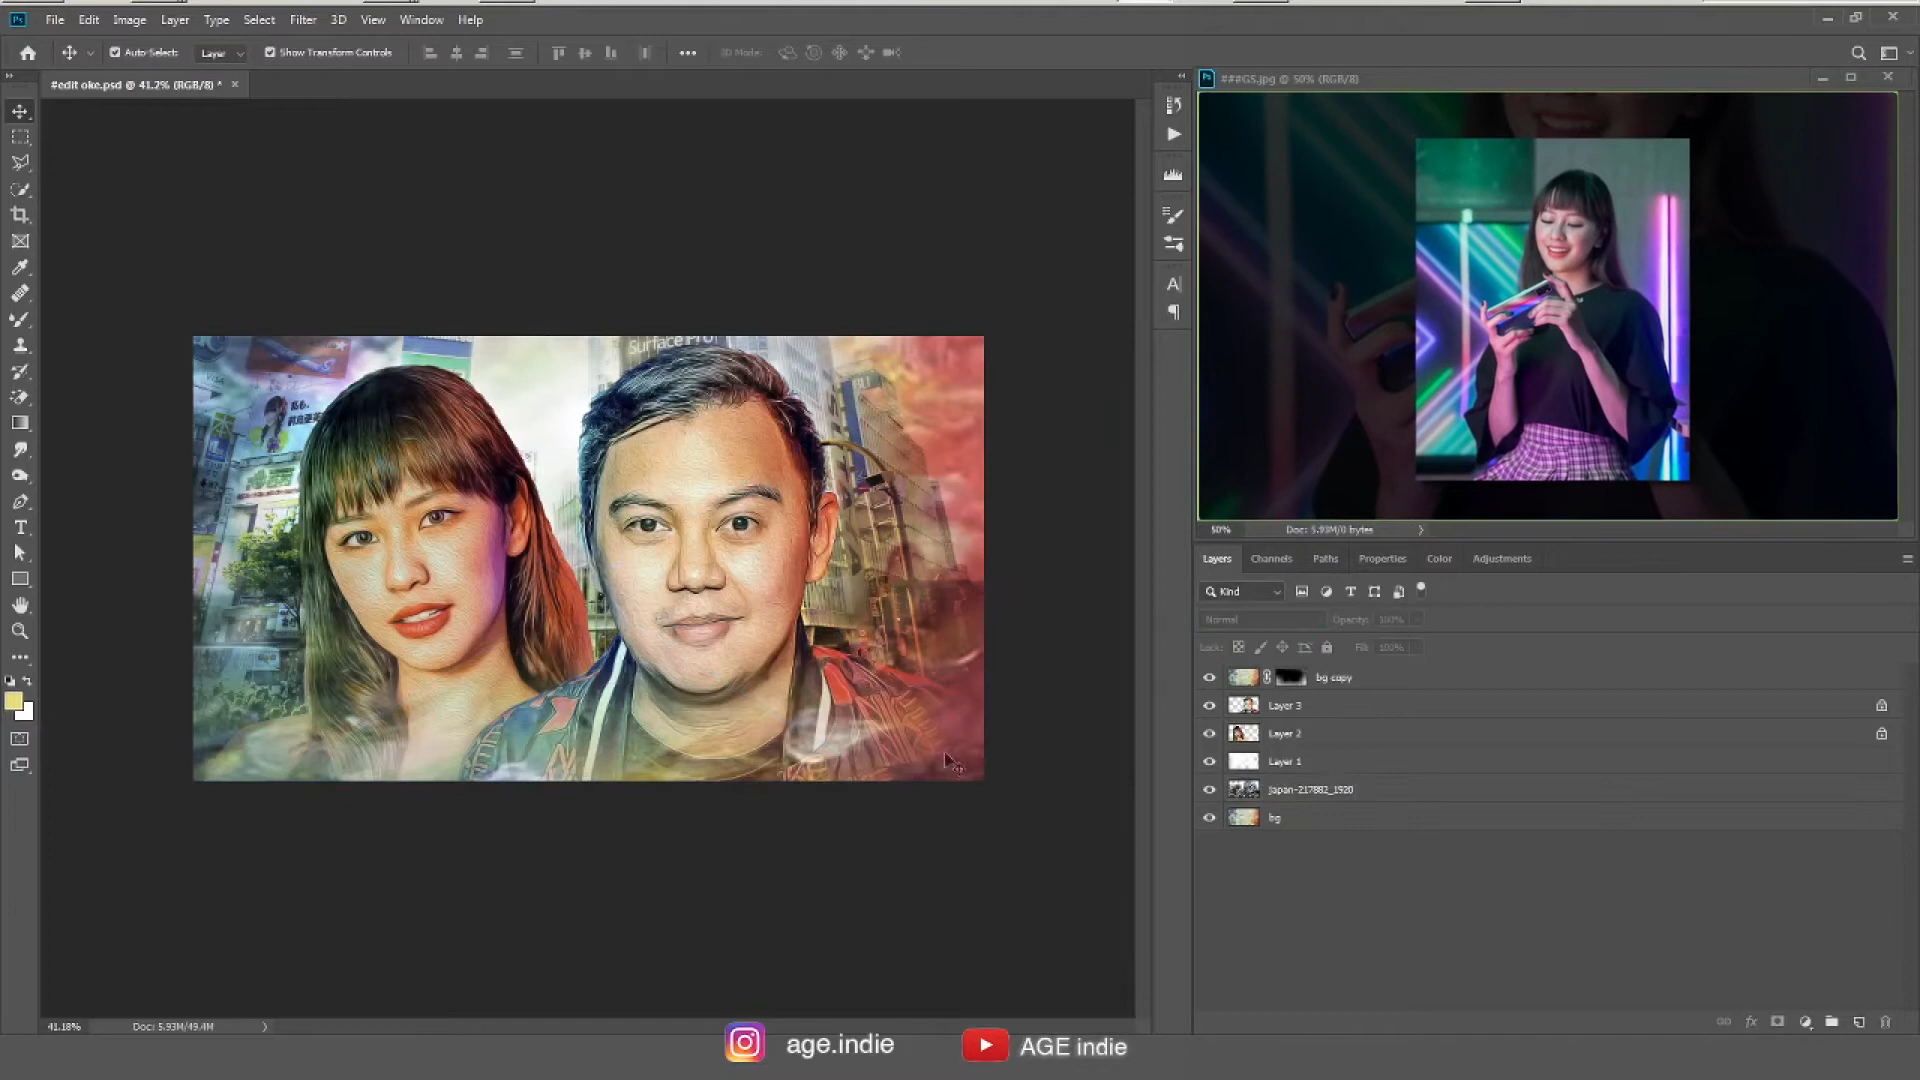 Ps File Edit Image Layer Type Select Filter 3D View Window Help
Auto-Select: Layer Show Transform Controls 3D Mode:
#edit oke.psd @ 41.2% (RGB/8) *
Ps ###GS.jpg @ 50% (RGB/8)
Surface Pro
50% Doc: 5.93M/0 bytes
Layers Channels Paths Properties Color Adjustments
Kind
Normal Opacity: 100%
Lock: Fill: 100%
bg copy
Layer 3
Layer 2
Layer 1
japan-217882_1920
bg
41.18% Doc: 5.93M/49.4M
age.indie
AGE indie